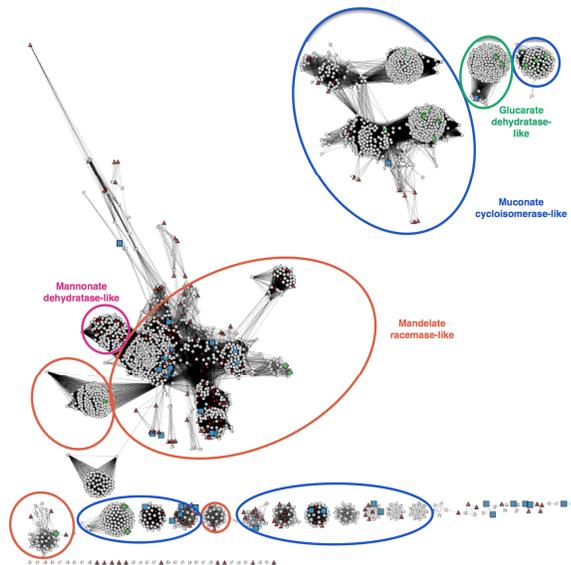 Glucarate
dehydratase-
like
Muconate
cycloisomerase-like
Mannonate
dehydratase-like
Mandelate
racemase-like